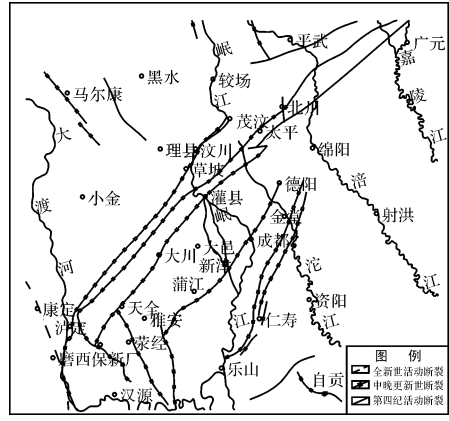 平武
广元
岷
嘉
黑水
较场
马尔康
江
陵
北川
茂汶
太平
大
江
理县
汶川
绵阳
草坡
德阳
涪
小金
灌县
渡
岷
金堂
射洪
大邑
成都
大川
新津
沱
河
江
蒲江
康定
天全
资阳
泸定
雅安
江
仁寿
江
荥经
磨西
保新厂
乐山
自贡
汉源
图 例
全新世活动断裂
中晚更新世断裂
第四纪活动断裂